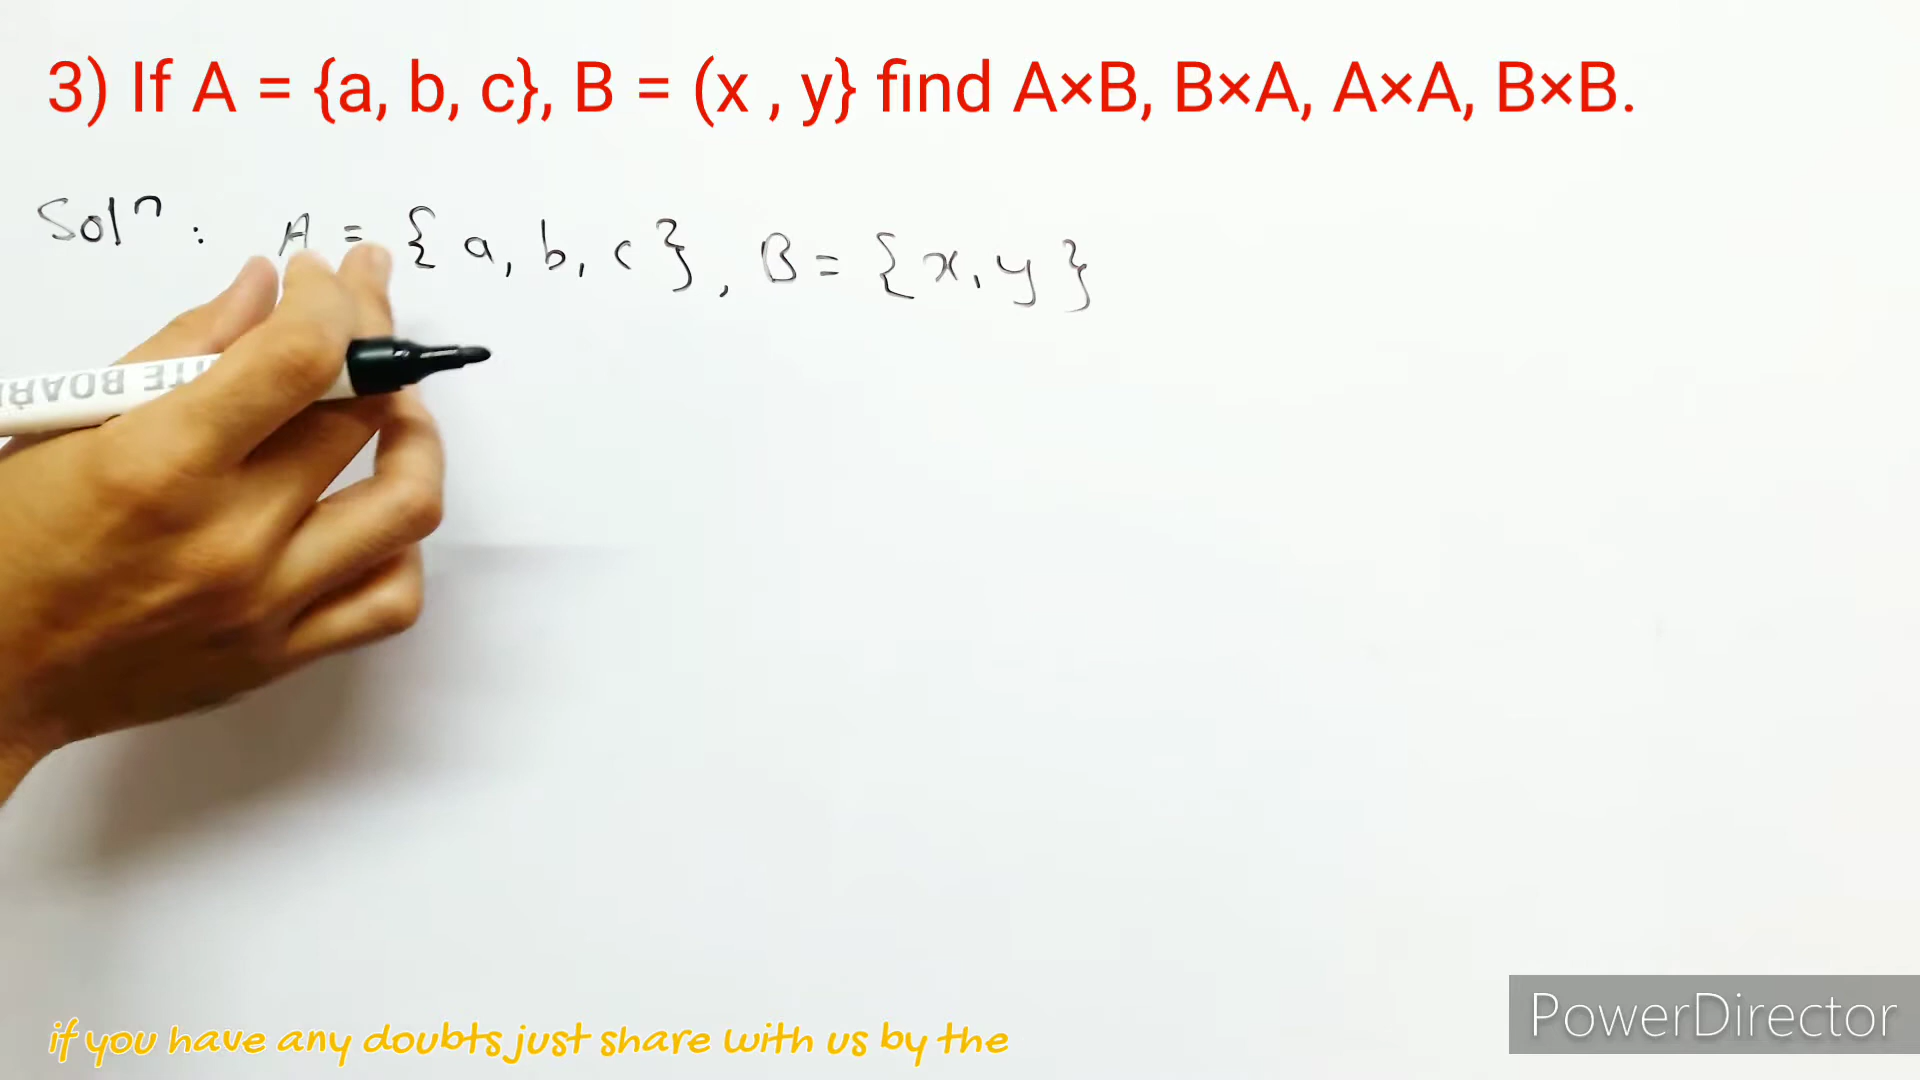 3) If A = {a, b, c}, B = (x , y} find A×B, B×A, A×A, B×B.
Solⁿ : A = { a, b, c } , B = { x, y }
if you have any doubts just share with us by the
PowerDirector